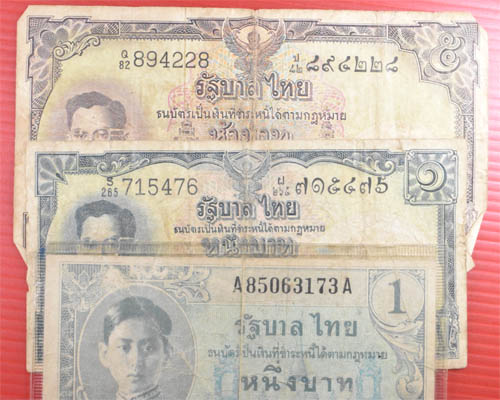 Q 82 894228 ๘๙๔๒๒๘ ๕
รัฐบาลไทย
ธนบัตรเป็นเงินที่ชำระหนี้ได้ตามกฎหมาย
S 265 715476 ๗๑๕๔๗๖ ๑
รัฐบาลไทย
ธนบัตรเป็นเงินที่ชำระหนี้ได้ตามกฎหมาย
หนึ่งบาท
A85063173A 1
รัฐบาลไทย
ธนบัตรเป็นเงินที่ชำระหนี้ได้ตามกฎหมาย
หนึ่งบาท